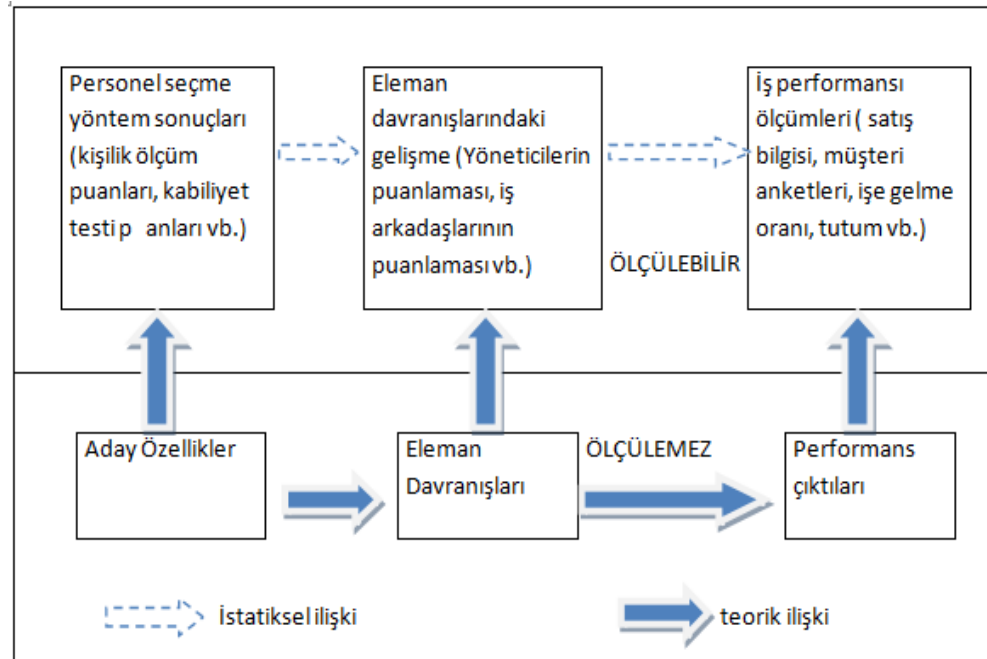 Personel seçme
yöntem sonuçları
(kişilik ölçüm
puanları, kabiliyet
testi p anları vb.)
Eleman
davranışlarındaki
gelişme (Yöneticilerin
puanlaması, iş
arkadaşlarının
puanlaması vb.)
ÖLÇÜLEBİLİR
İş performansı
ölçümleri ( satış
bilgisi, müşteri
anketleri, işe gelme
oranı, tutum vb.)
Aday Özellikler
Eleman
Davranışları
ÖLÇÜLEMEZ
Performans
çıktıları
İstatiksel ilişki
teorik ilişki